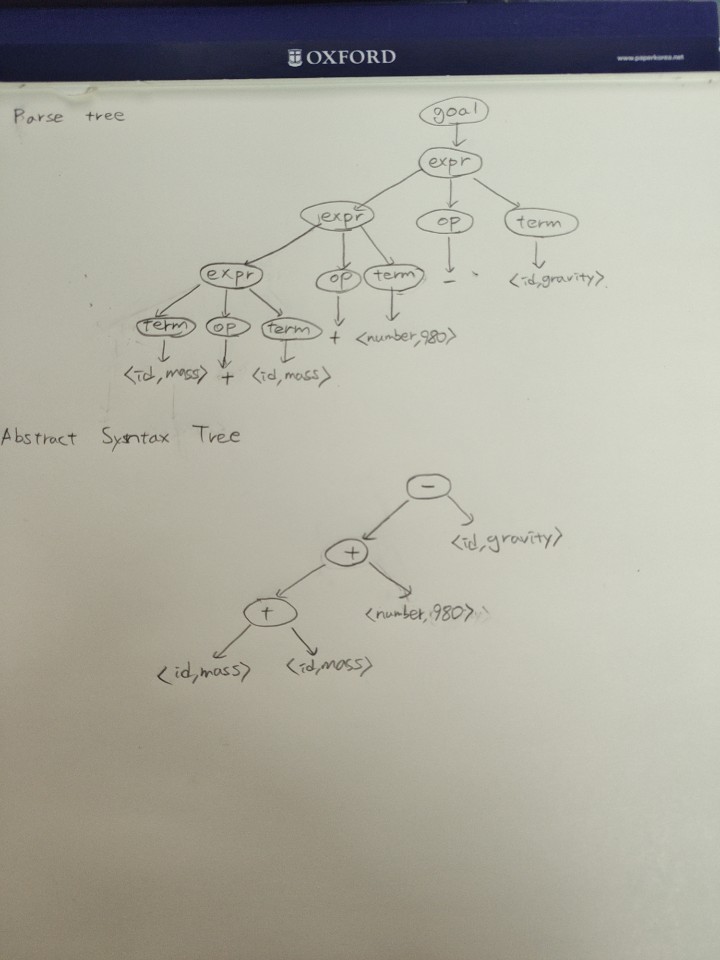 OXFORD www.paperkorea.net
Parse tree
goal
expr
expr op term
expr op term - <id,gravity>
term op term + <number,980>
<id,mass> + <id,mass>
Abstract Syntax Tree
-
+ <id,gravity>
+ <number,980>
<id,mass> <id,mass>